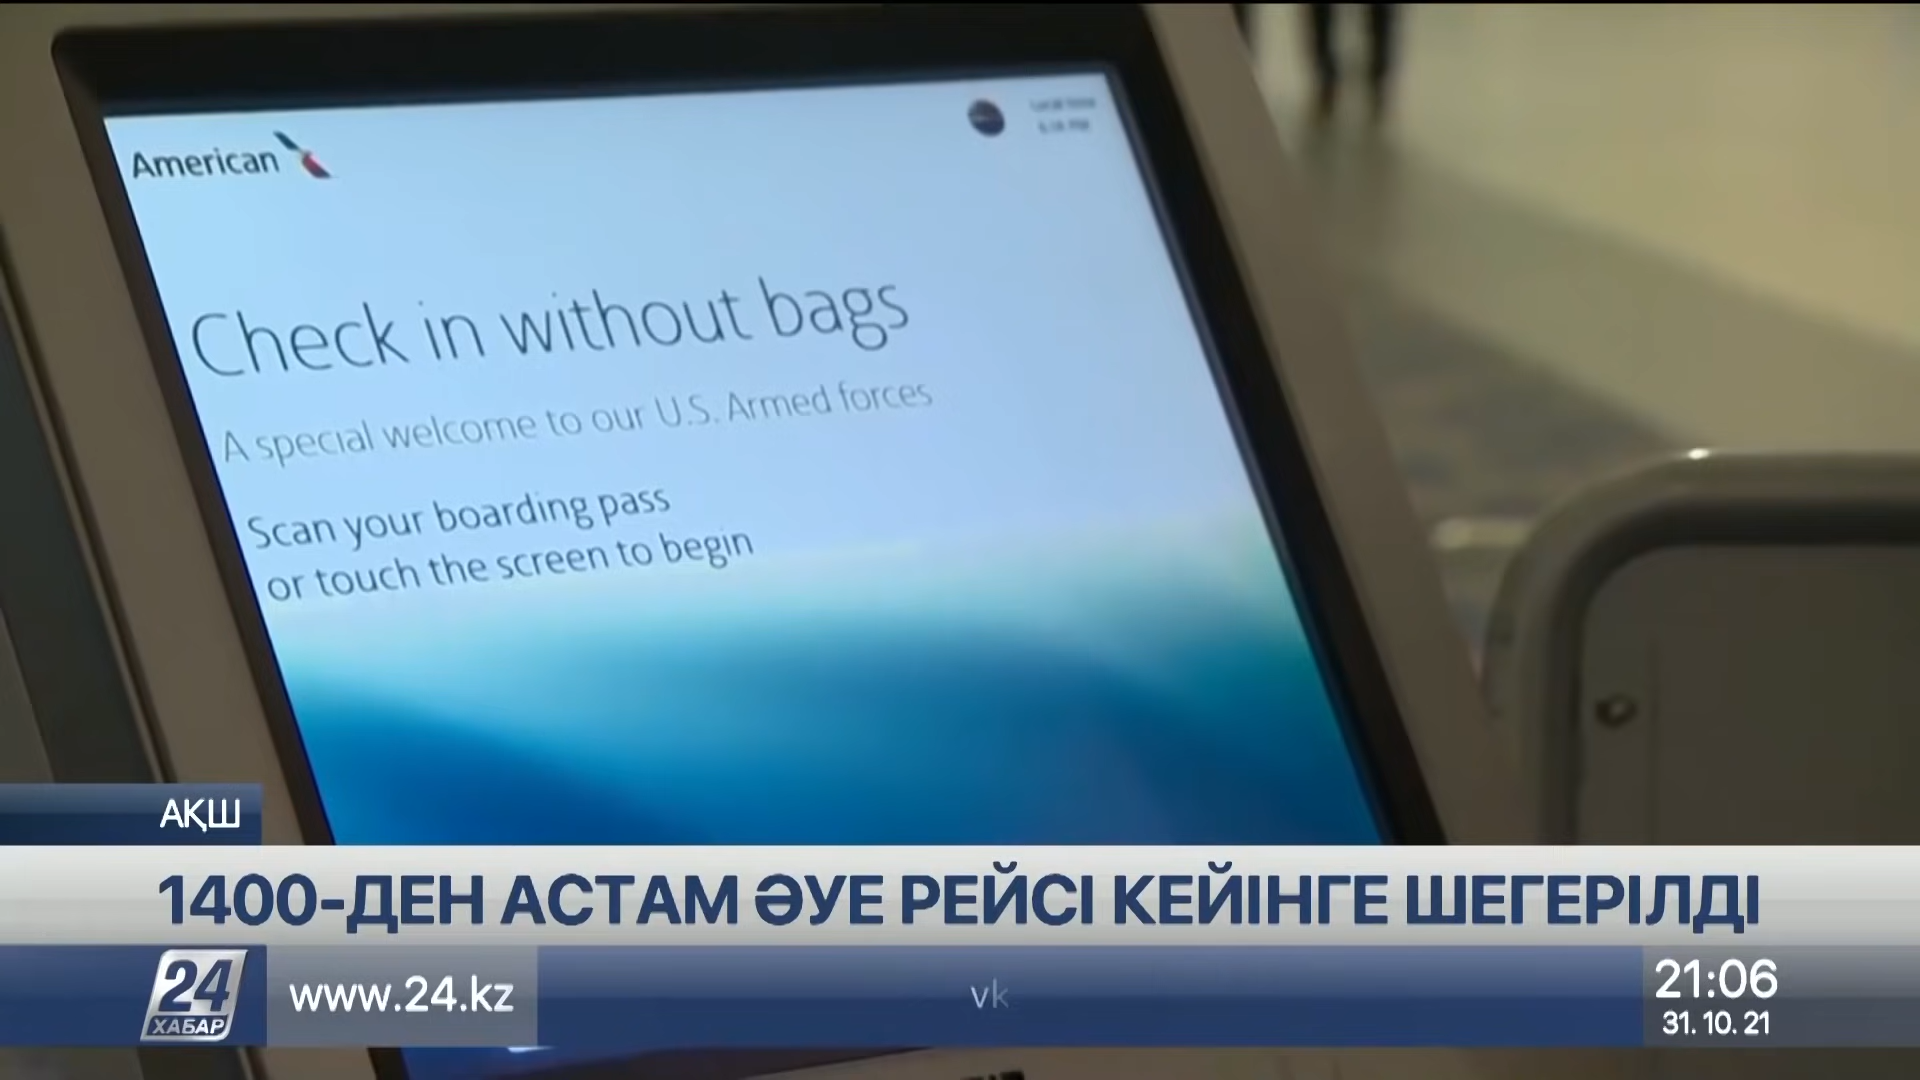 American
Check in without bags
A special welcome to our U.S. Armed forces
Scan your boarding pass
or touch the screen to begin
АҚШ
1400-ДЕН АСТАМ ӘУЕ РЕЙСІ КЕЙІНГЕ ШЕГЕРІЛДІ
24
ХАБАР
www.24.kz
vk
21:06
31. 10. 21